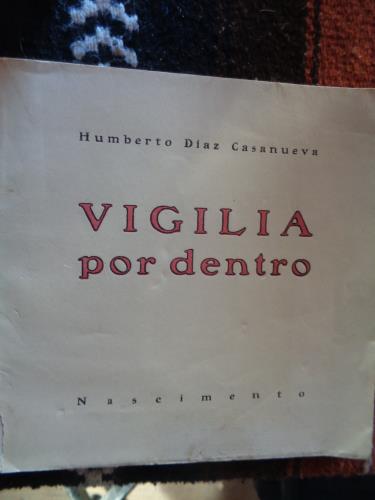 Humberto Díaz Casanueva
VIGILIA
por dentro
Nascimento